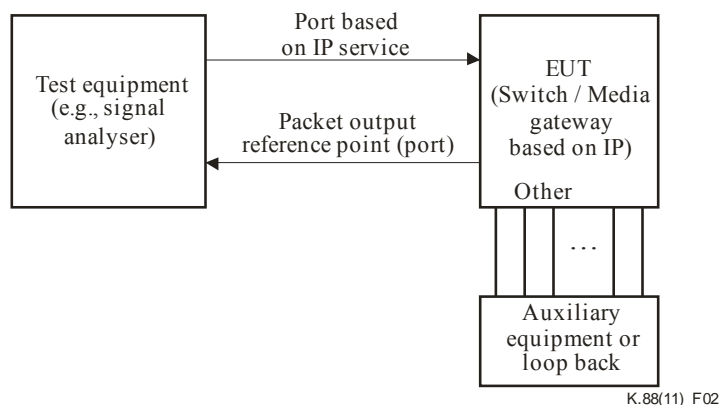 Port based
on IP service
Test equipment
(e.g., signal
analyser)
EUT
(Switch / Media
gateway
based on IP)
Packet output
reference point (port)
Other
...
Auxiliary
equipment or
loop back
K.88(11)_F02